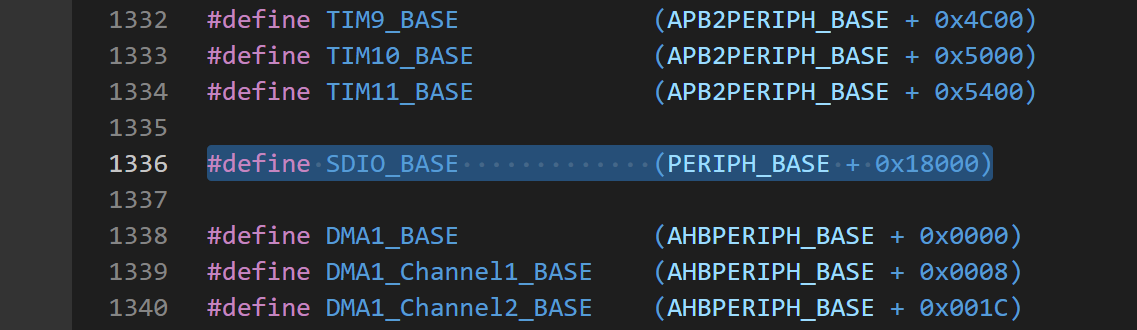 1332 #define TIM9_BASE (APB2PERIPH_BASE + 0x4C00)
1333 #define TIM10_BASE (APB2PERIPH_BASE + 0x5000)
1334 #define TIM11_BASE (APB2PERIPH_BASE + 0x5400)
1335
1336 #define SDIO_BASE (PERIPH_BASE + 0x18000)
1337
1338 #define DMA1_BASE (AHBPERIPH_BASE + 0x0000)
1339 #define DMA1_Channel1_BASE (AHBPERIPH_BASE + 0x0008)
1340 #define DMA1_Channel2_BASE (AHBPERIPH_BASE + 0x001C)